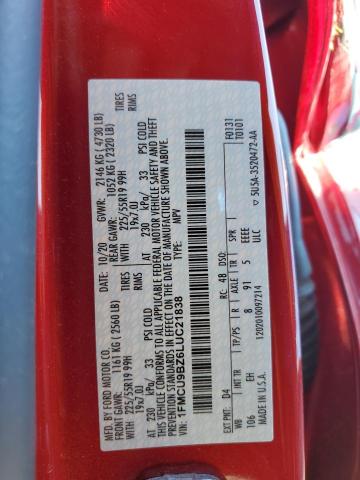 MFD. BY FORD MOTOR CO.
DATE: 10/20 GVWR: 2146 KG ( 4730 LB)
FRONT GAWR: 1161 KG ( 2560 LB) REAR GAWR: 1052 KG ( 2320 LB)
WITH 225/55R19 99H TIRES WITH 225/55R19 99H TIRES
19x7.0J RIMS 19x7.0J RIMS
AT 230 kPa/ 33 PSI COLD AT 230 kPa/ 33 PSI COLD
THIS VEHICLE CONFORMS TO ALL APPLICABLE FEDERAL MOTOR VEHICLE SAFETY AND THEFT
PREVENTION STANDARDS IN EFFECT ON THE DATE OF MANUFACTURE SHOWN ABOVE.
VIN: 1FMCU9BZ6LUC21838
TYPE: MPV
F0131
T0101
EXT PNT: D4 RC: 48 DSO:
WB INT TR TP/PS R AXLE TR SPR
106 EH 8 91 5 EEEE
ULC
MADE IN U.S.A. 1202010097214
5U5A-3520472-AA